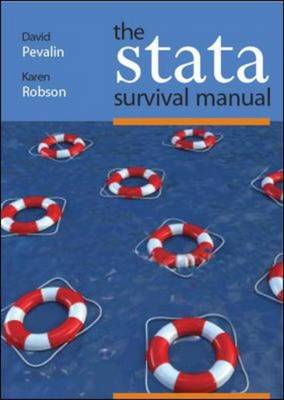 David
Pevalin
Karen
Robson
the
stata
survival manual